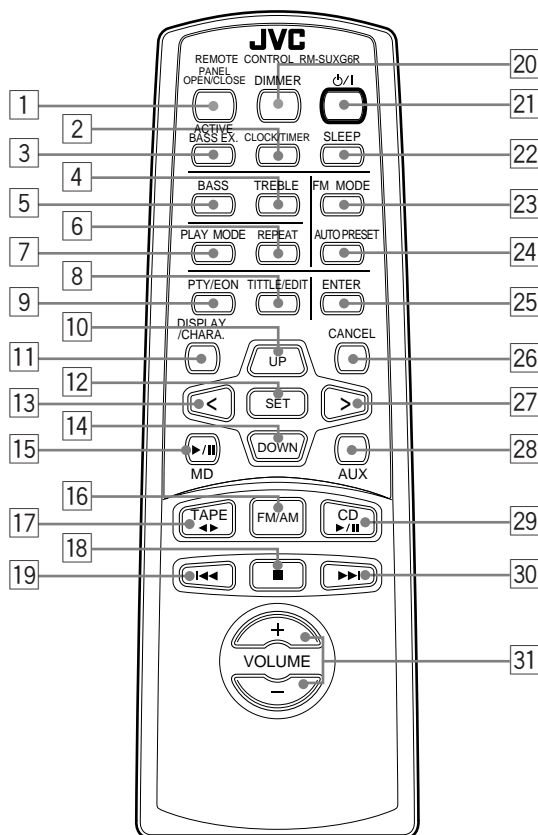 JVC
REMOTE CONTROL RM-SUXG6R
PANEL
OPEN/CLOSE DIMMER ⏻/I
ACTIVE
BASS EX. CLOCK/TIMER SLEEP
BASS TREBLE FM MODE
PLAY MODE REPEAT AUTO PRESET
PTY/EON TITTLE/EDIT ENTER
DISPLAY
/CHARA. CANCEL
UP
< SET >
DOWN
▶/II
MD AUX
TAPE FM/AM CD
◀▶ ▶/II
I◀◀ ■ ▶▶I
+
VOLUME
−
1
2
3
4
5
6
7
8
9
10
11
12
13
14
15
16
17
18
19
20
21
22
23
24
25
26
27
28
29
30
31